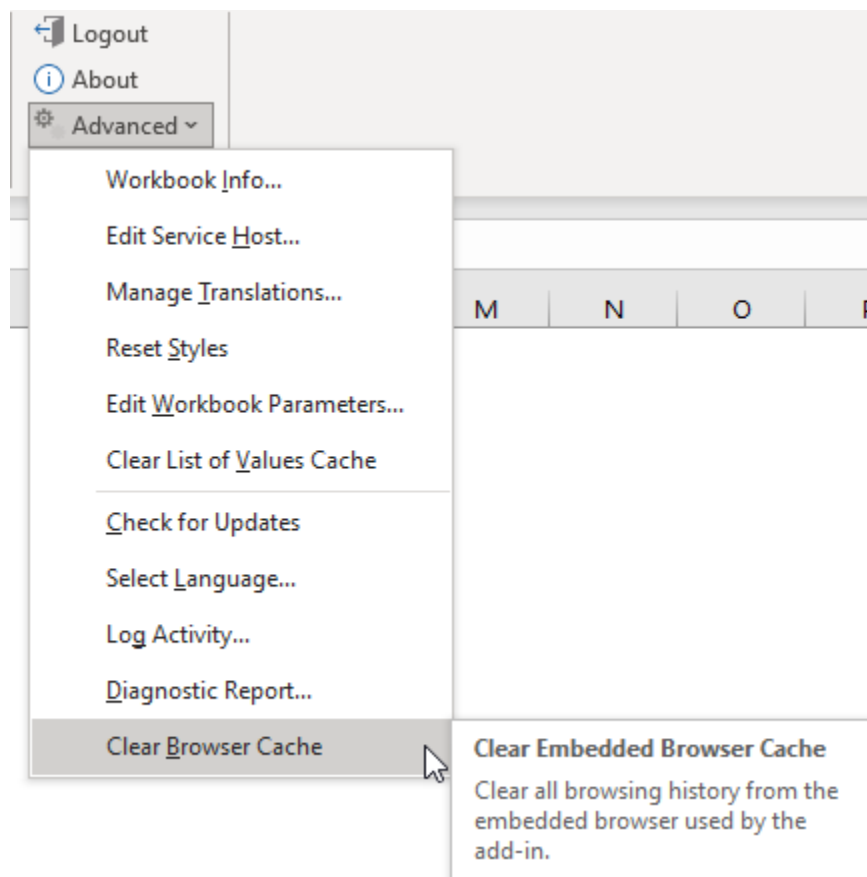 Logout
About
Advanced
Workbook Info...
Edit Service Host...
Manage Translations...
M N O
Reset Styles
Edit Workbook Parameters...
Clear List of Values Cache
Check for Updates
Select Language...
Log Activity...
Diagnostic Report...
Clear Browser Cache
Clear Embedded Browser Cache
Clear all browsing history from the
embedded browser used by the
add-in.